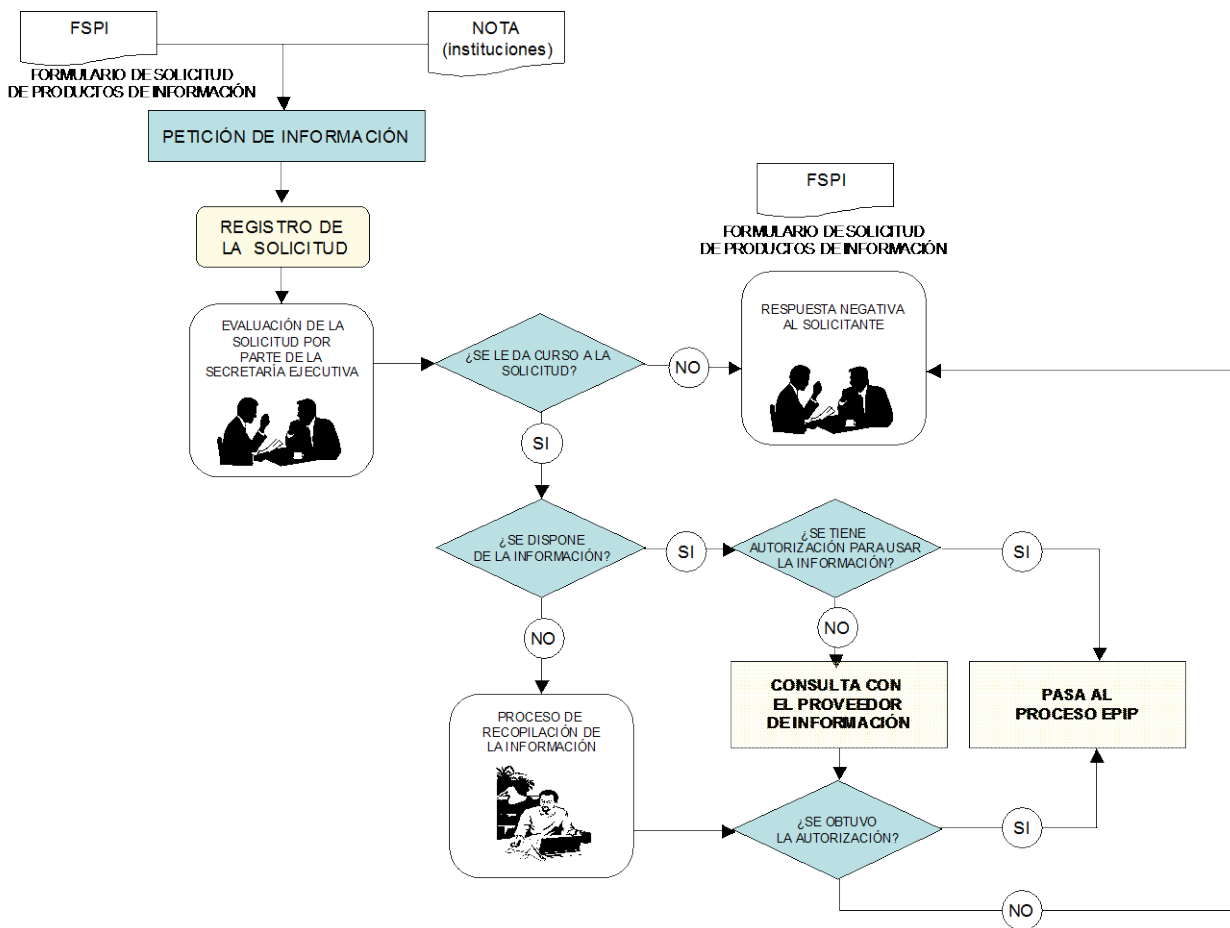 FSPI
NOTA
(instituciones)
FORMULARIO DE SOLICITUD
DE PRODUCTOS DE INFORMACIÓN
PETICIÓN DE INFORMACIÓN
REGISTRO DE
LA SOLICITUD
FSPI
FORMULARIO DE SOLICITUD
DE PRODUCTOS DE INFORMACIÓN
EVALUACIÓN DE LA
SOLICITUD POR
PARTE DE LA
SECRETARÍA EJECUTIVA
¿SE LE DA CURSO A LA
SOLICITUD?
NO
RESPUESTA NEGATIVA
AL SOLICITANTE
SI
¿SE DISPONE
DE LA INFORMACIÓN?
SI
¿SE TIENE
AUTORIZACIÓN PARA USAR
LA INFORMACIÓN?
SI
NO
NO
PROCESO DE
RECOPILACIÓN DE
LA INFORMACIÓN
CONSULTA CON
EL PROVEEDOR
DE INFORMACIÓN
PASA AL
PROCESO EPIP
¿SE OBTUVO
LA AUTORIZACIÓN?
SI
NO